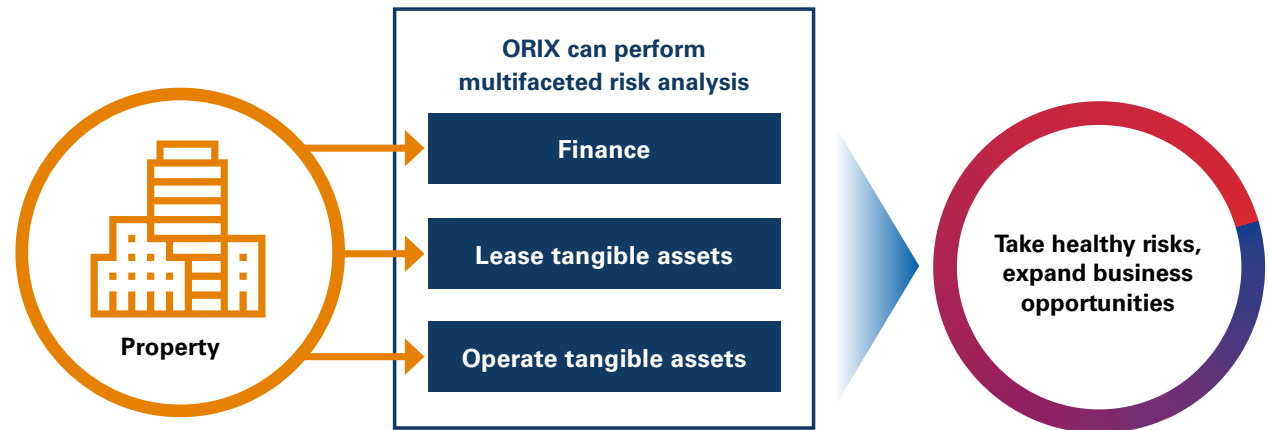 ORIX can perform
multifaceted risk analysis
Property
Finance
Lease tangible assets
Operate tangible assets
Take healthy risks,
expand business
opportunities